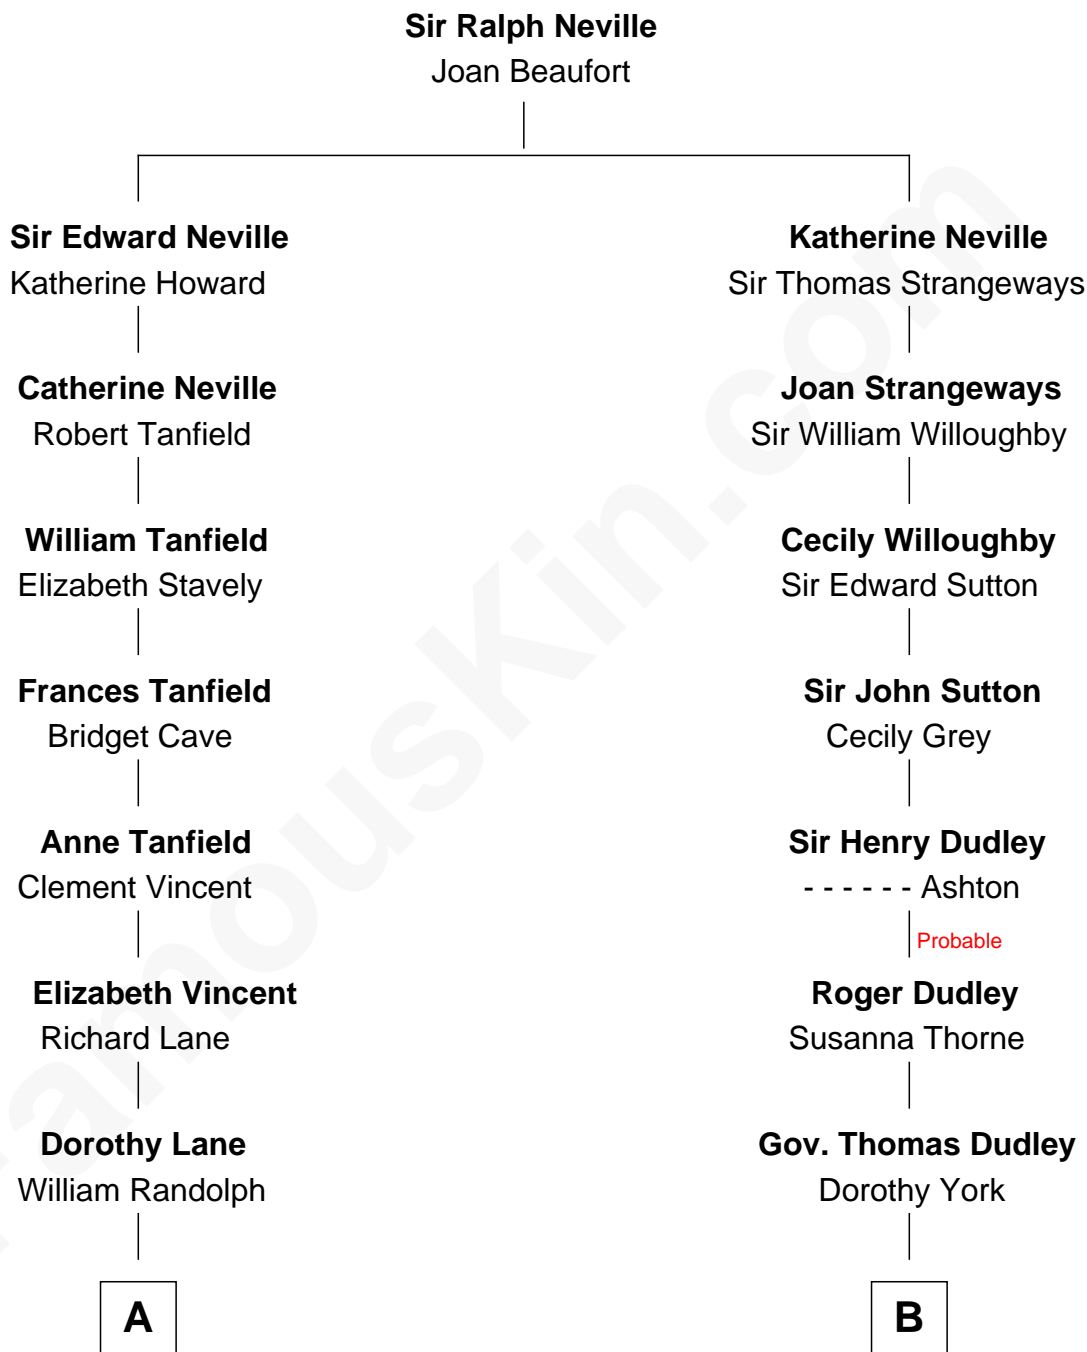 Sir Ralph Neville
Joan Beaufort
Sir Edward Neville
Katherine Howard
Katherine Neville
Sir Thomas Strangeways
Catherine Neville
Robert Tanfield
Joan Strangeways
Sir William Willoughby
William Tanfield
Elizabeth Stavely
Cecily Willoughby
Sir Edward Sutton
Frances Tanfield
Bridget Cave
Sir John Sutton
Cecily Grey
Anne Tanfield
Clement Vincent
Sir Henry Dudley
- - - - - - Ashton
Probable
Elizabeth Vincent
Richard Lane
Roger Dudley
Susanna Thorne
Dorothy Lane
William Randolph
Gov. Thomas Dudley
Dorothy York
A
B
FamousKin.com